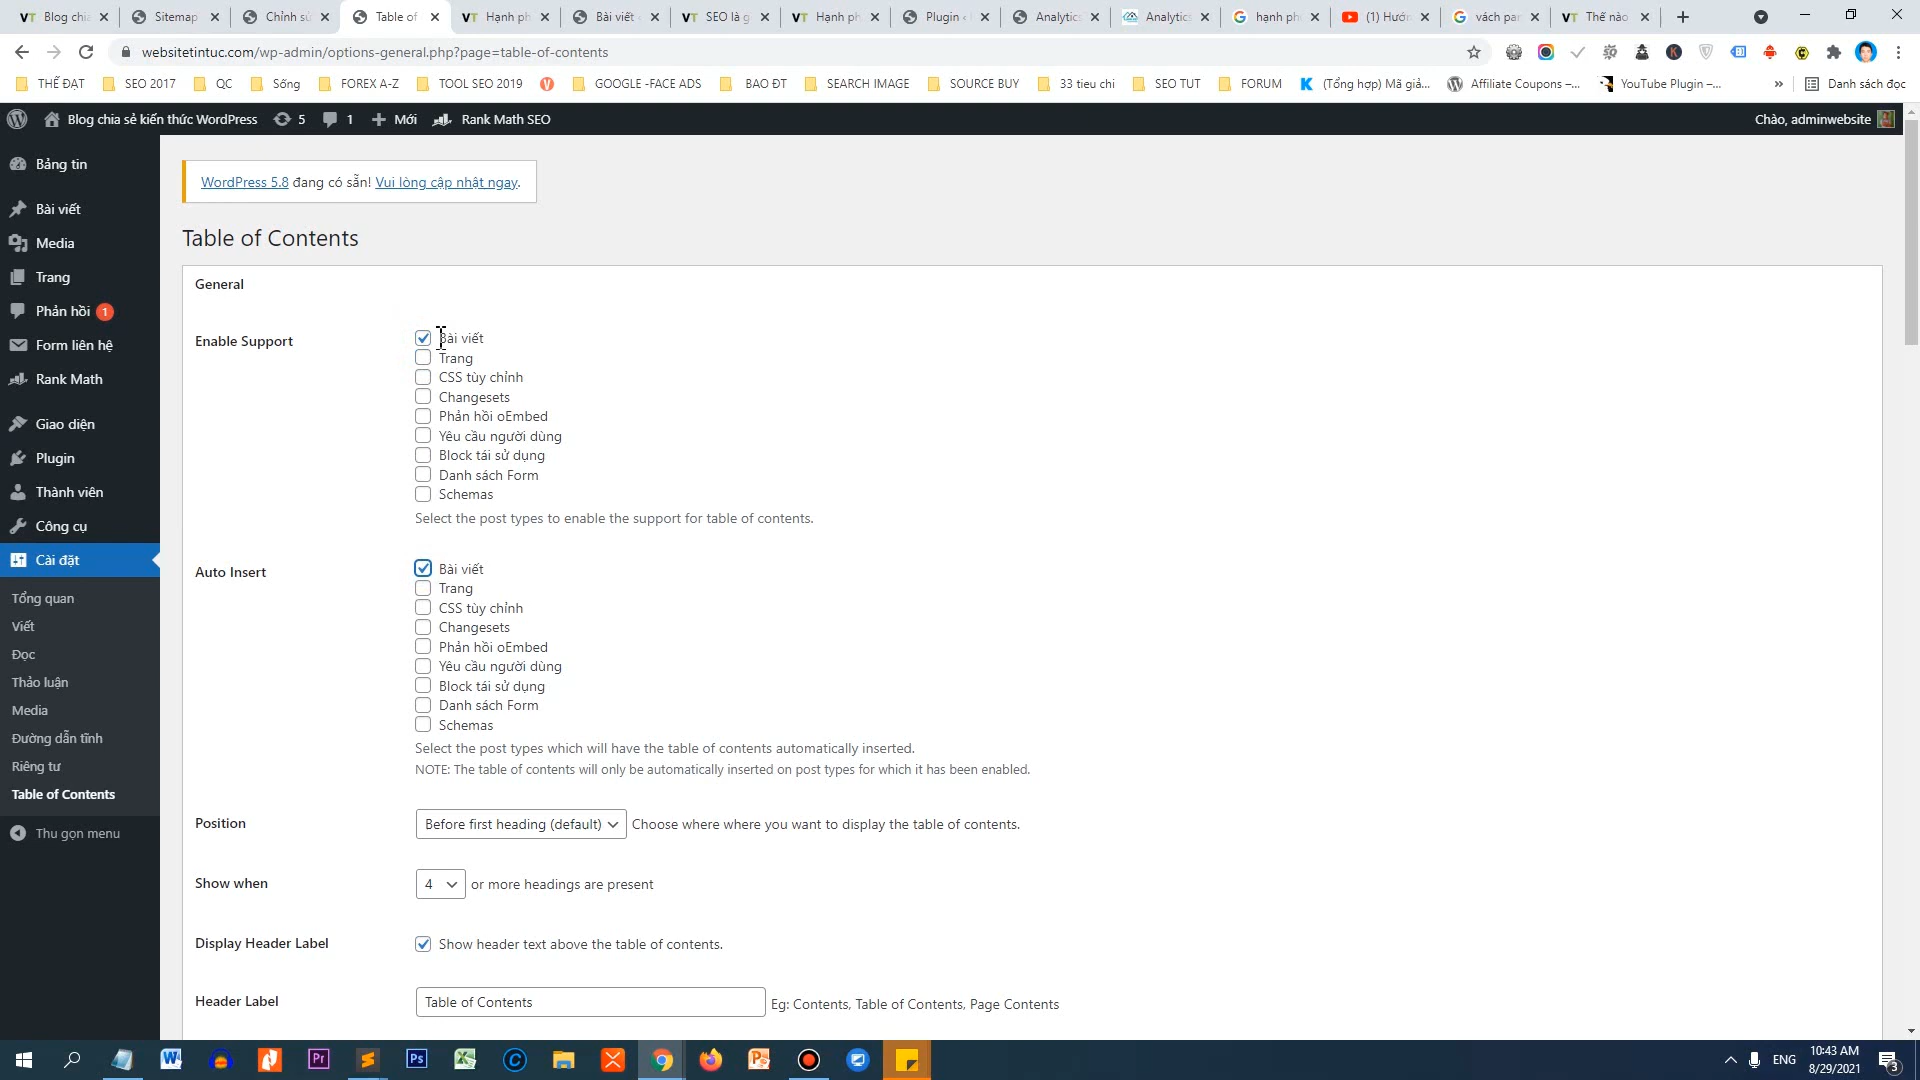 Blog chia
Sitemap
Chỉnh sử
Table of
Hạnh ph
Bài viết
SEO là g
Hạnh ph
Plugin
Analytics
Analytics
hạnh ph
(1) Hướn
vách pan
Thế nào
websitetintuc.com/wp-admin/options-general.php?page=table-of-contents
THẾ ĐẠT
SEO 2017
QC
Sống
FOREX A-Z
TOOL SEO 2019
GOOGLE -FACE ADS
BAO ĐT
SEARCH IMAGE
SOURCE BUY
33 tieu chi
SEO TUT
FORUM
(Tổng hợp) Mã giả...
Affiliate Coupons –...
YouTube Plugin –...
»
Danh sách đọc
Blog chia sẻ kiến thức WordPress
5
1
Mới
Rank Math SEO
Chào, adminwebsite
Bảng tin
Bài viết
Media
Trang
Phản hồi 1
Form liên hệ
Rank Math
Giao diện
Plugin
Thành viên
Công cụ
Cài đặt
Tổng quan
Viết
Đọc
Thảo luận
Media
Đường dẫn tĩnh
Riêng tư
Table of Contents
Thu gọn menu
WordPress 5.8 đang có sẵn! Vui lòng cập nhật ngay.
Table of Contents
General
Enable Support
Bài viết
Trang
CSS tùy chỉnh
Changesets
Phản hồi oEmbed
Yêu cầu người dùng
Block tái sử dụng
Danh sách Form
Schemas
Select the post types to enable the support for table of contents.
Auto Insert
Bài viết
Trang
CSS tùy chỉnh
Changesets
Phản hồi oEmbed
Yêu cầu người dùng
Block tái sử dụng
Danh sách Form
Schemas
Select the post types which will have the table of contents automatically inserted.
NOTE: The table of contents will only be automatically inserted on post types for which it has been enabled.
Position
Before first heading (default) Choose where where you want to display the table of contents.
Show when
4 or more headings are present
Display Header Label
Show header text above the table of contents.
Header Label
Table of Contents
Eg: Contents, Table of Contents, Page Contents
ENG
10:43 AM
8/29/2021
3